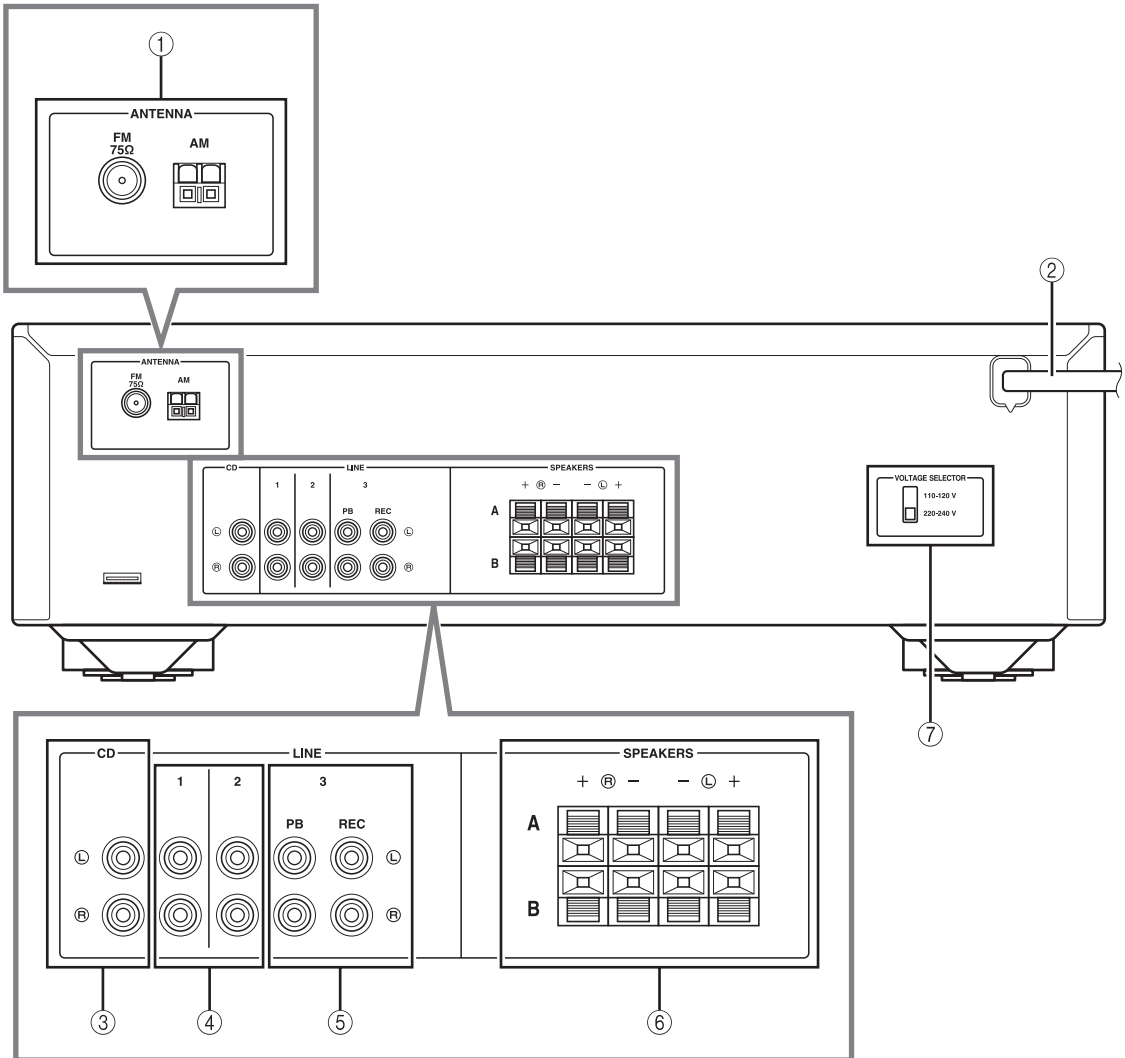 ①
ANTENNA
FM
75Ω
AM
②
ANTENNA
FM
75Ω
AM
CD
LINE
SPEAKERS
1 2 3
+ Ⓡ − − Ⓛ +
PB REC
A
Ⓛ Ⓛ
Ⓡ Ⓡ
B
VOLTAGE SELECTOR
110-120 V
220-240 V
⑦
CD
LINE
SPEAKERS
1 2 3
+ Ⓡ − − Ⓛ +
PB REC
A
Ⓛ Ⓛ
Ⓡ Ⓡ
B
③ ④ ⑤ ⑥